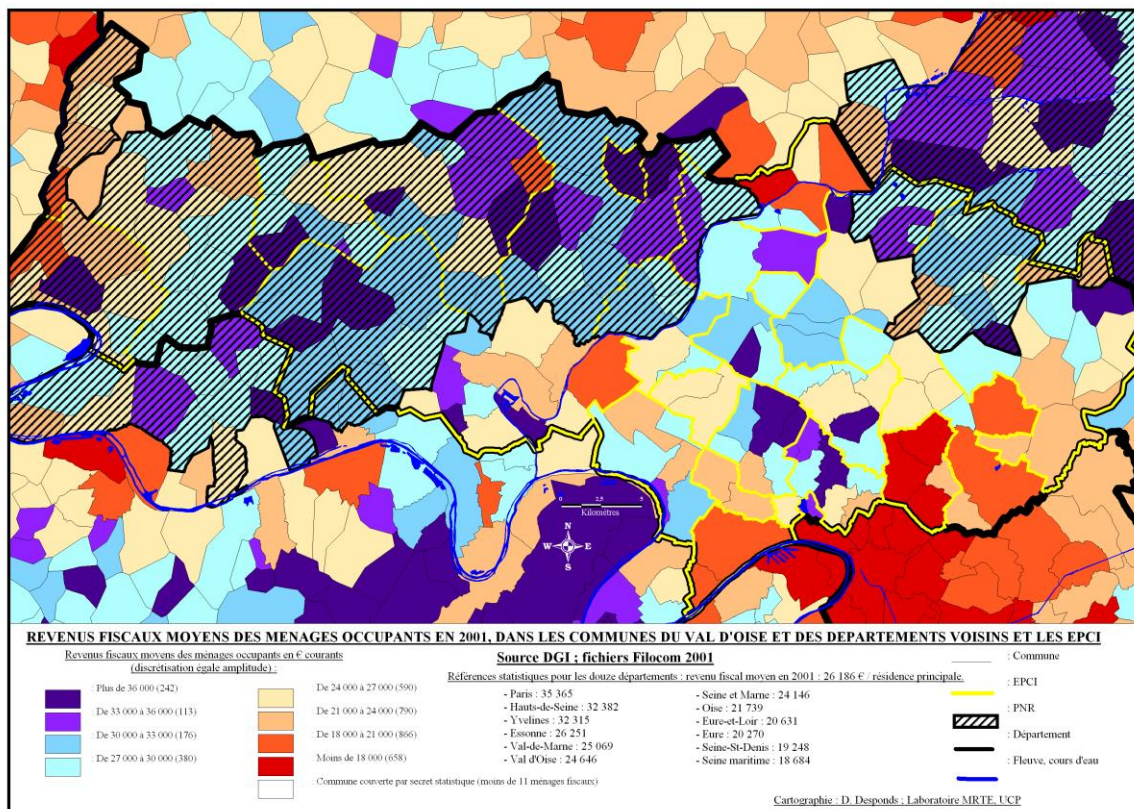 0 2,5 5
Kilomètres
N
W E
S
REVENUS FISCAUX MOYENS DES MENAGES OCCUPANTS EN 2001, DANS LES COMMUNES DU VAL D'OISE ET DES DEPARTEMENTS VOISINS ET LES EPCI
Revenus fiscaux moyens des ménages occupants en € courants
(discrétisation égale amplitude) :
: Plus de 36 000 (242)
: De 33 000 à 36 000 (113)
: De 30 000 à 33 000 (176)
: De 27 000 à 30 000 (380)
De 24 000 à 27 000 (590)
De 21 000 à 24 000 (790)
De 18 000 à 21 000 (866)
Moins de 18 000 (658)
: Commune couverte par secret statistique (moins de 11 ménages fiscaux)
Source DGI ; fichiers Filocom 2001
Références statistiques pour les douze départements : revenu fiscal moyen en 2001 : 26 186 € / résidence principale.
- Paris : 35 365
- Hauts-de-Seine : 32 382
- Yvelines : 32 315
- Essonne : 26 251
- Val-de-Marne : 25 069
- Val d'Oise : 24 646
- Seine et Marne : 24 146
- Oise : 21 739
- Eure-et-Loir : 20 631
- Eure : 20 270
- Seine-St-Denis : 19 248
- Seine maritime : 18 684
: Commune
: EPCI
: PNR
: Département
: Fleuve, cours d'eau
Cartographie : D. Desponds ; Laboratoire MRTE, UCP